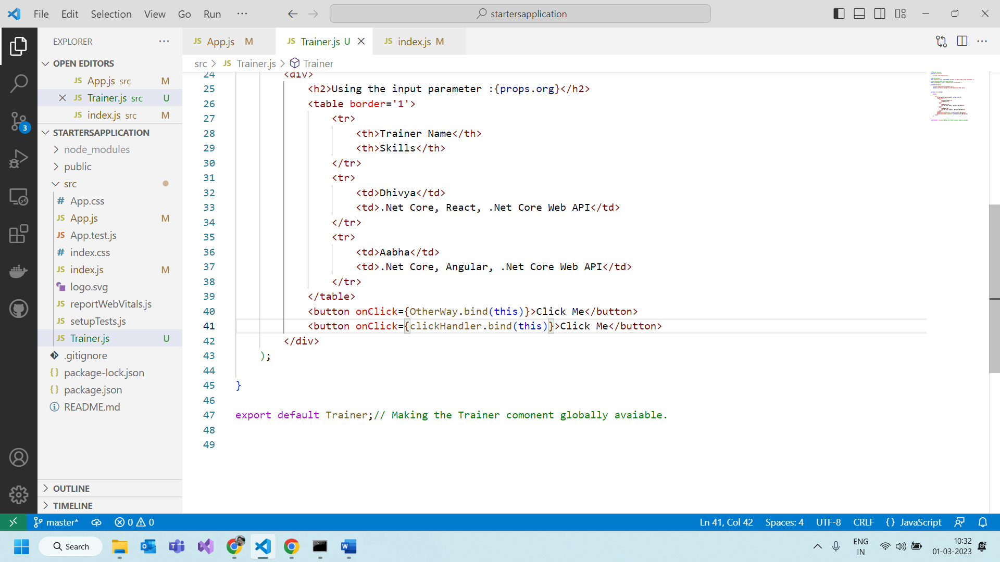 File Edit Selection View Go Run ···
startersapplication
EXPLORER ···
JS App.js M JS Trainer.js U JS index.js M
OPEN EDITORS
JS App.js src M
JS Trainer.js src U
JS index.js src M
3
STARTERSAPPLICATION
node_modules
public
src
# App.css
JS App.js M
JS App.test.js
# index.css
JS index.js M
logo.svg
JS reportWebVitals.js
JS setupTests.js
JS Trainer.js U
.gitignore
{} package-lock.json
{} package.json
README.md
OUTLINE
TIMELINE
src > JS Trainer.js > Trainer
24 <div>
25 <h2>Using the input parameter :{props.org}</h2>
26 <table border='1'>
27 <tr>
28 <th>Trainer Name</th>
29 <th>Skills</th>
30 </tr>
31 <tr>
32 <td>Dhivya</td>
33 <td>.Net Core, React, .Net Core Web API</td>
34 </tr>
35 <tr>
36 <td>Aabha</td>
37 <td>.Net Core, Angular, .Net Core Web API</td>
38 </tr>
39 </table>
40 <button onClick={OtherWay.bind(this)}>Click Me</button>
41 <button onClick={clickHandler.bind(this)}>Click Me</button>
42 </div>
43 );
44
45 }
46
47 export default Trainer;// Making the Trainer comonent globally avaiable.
48
49
master* 0 0 Ln 41, Col 42 Spaces: 4 UTF-8 CRLF {} JavaScript
Search
ENG
IN
10:32
01-03-2023